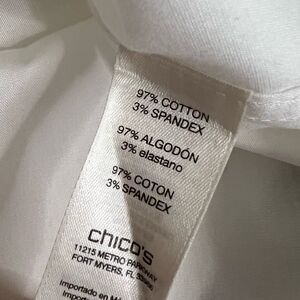 97% COTTON
3% SPANDEX
97% ALGODÓN
3% elastano
97% COTON
3% SPANDEX
chico's
11215 METRO PARKWAY
FORT MYERS, FL
Importado en